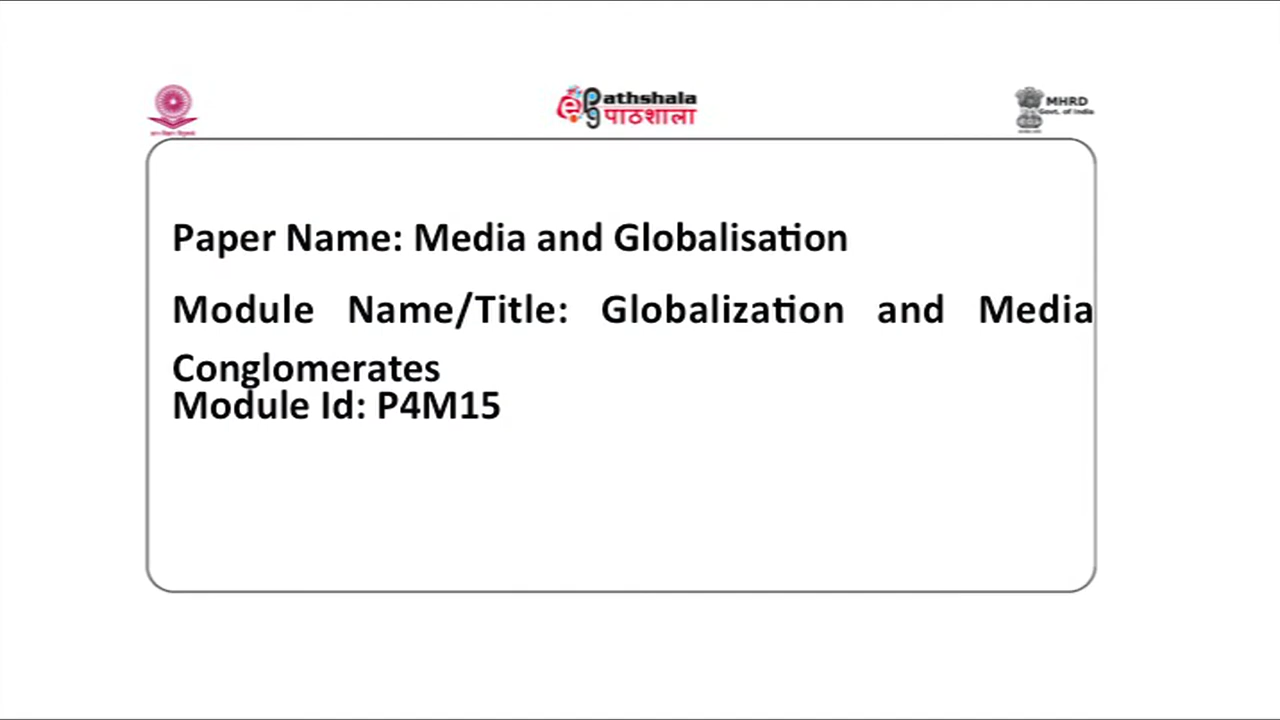 athshala
पाठशाला
MHRD
Govt. of India
Paper Name: Media and Globalisation
Module Name/Title: Globalization and Media
Conglomerates
Module Id: P4M15